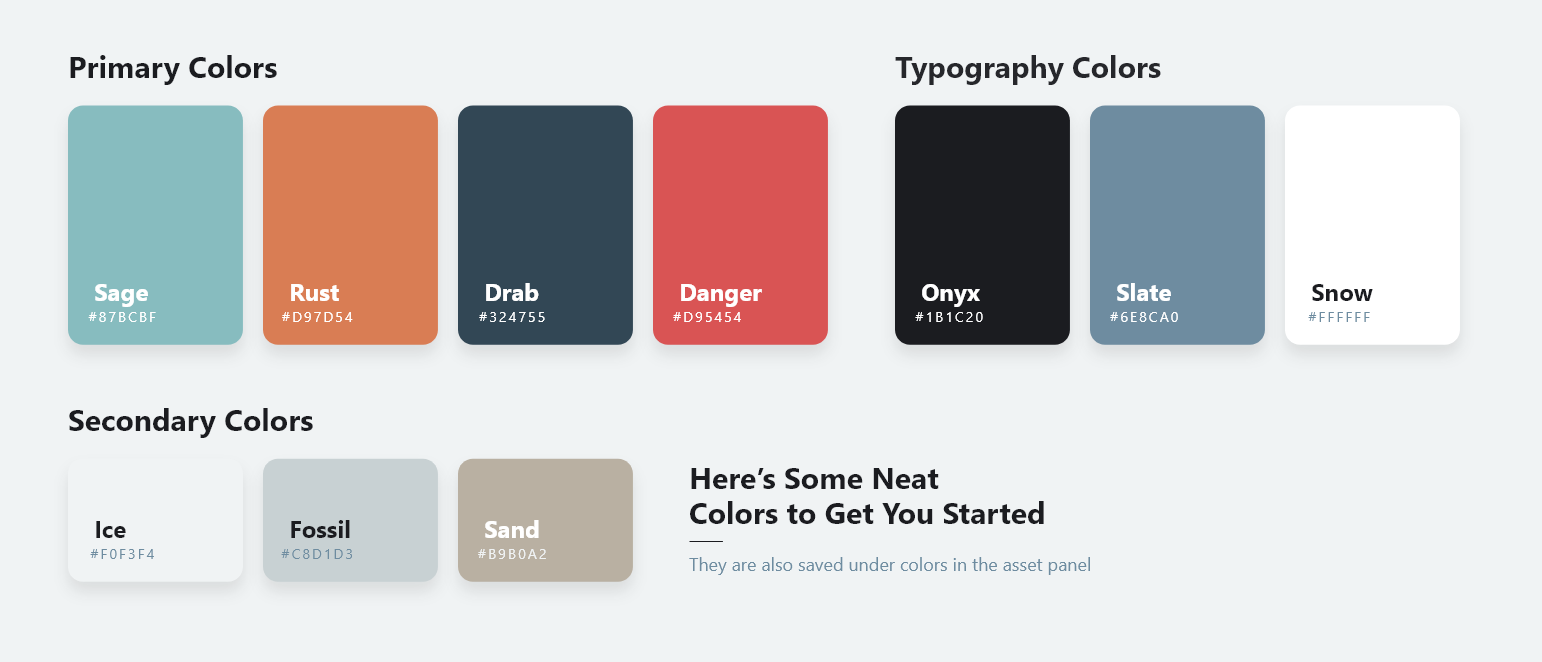 Primary Colors
Sage
#87BCBF
Rust
#D97D54
Drab
#324755
Danger
#D95454
Typography Colors
Onyx
#1B1C20
Slate
#6E8CA0
Snow
#FFFFFF
Secondary Colors
Ice
#F0F3F4
Fossil
#C8D1D3
Sand
#B9B0A2
Here’s Some Neat
Colors to Get You Started
They are also saved under colors in the asset panel